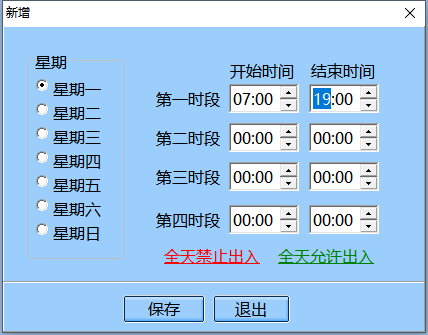 新增
星期
星期一
星期二
星期三
星期四
星期五
星期六
星期日
开始时间 结束时间
第一时段 07:00 19:00
第二时段 00:00 00:00
第三时段 00:00 00:00
第四时段 00:00 00:00
全天禁止出入 全天允许出入
保存 退出